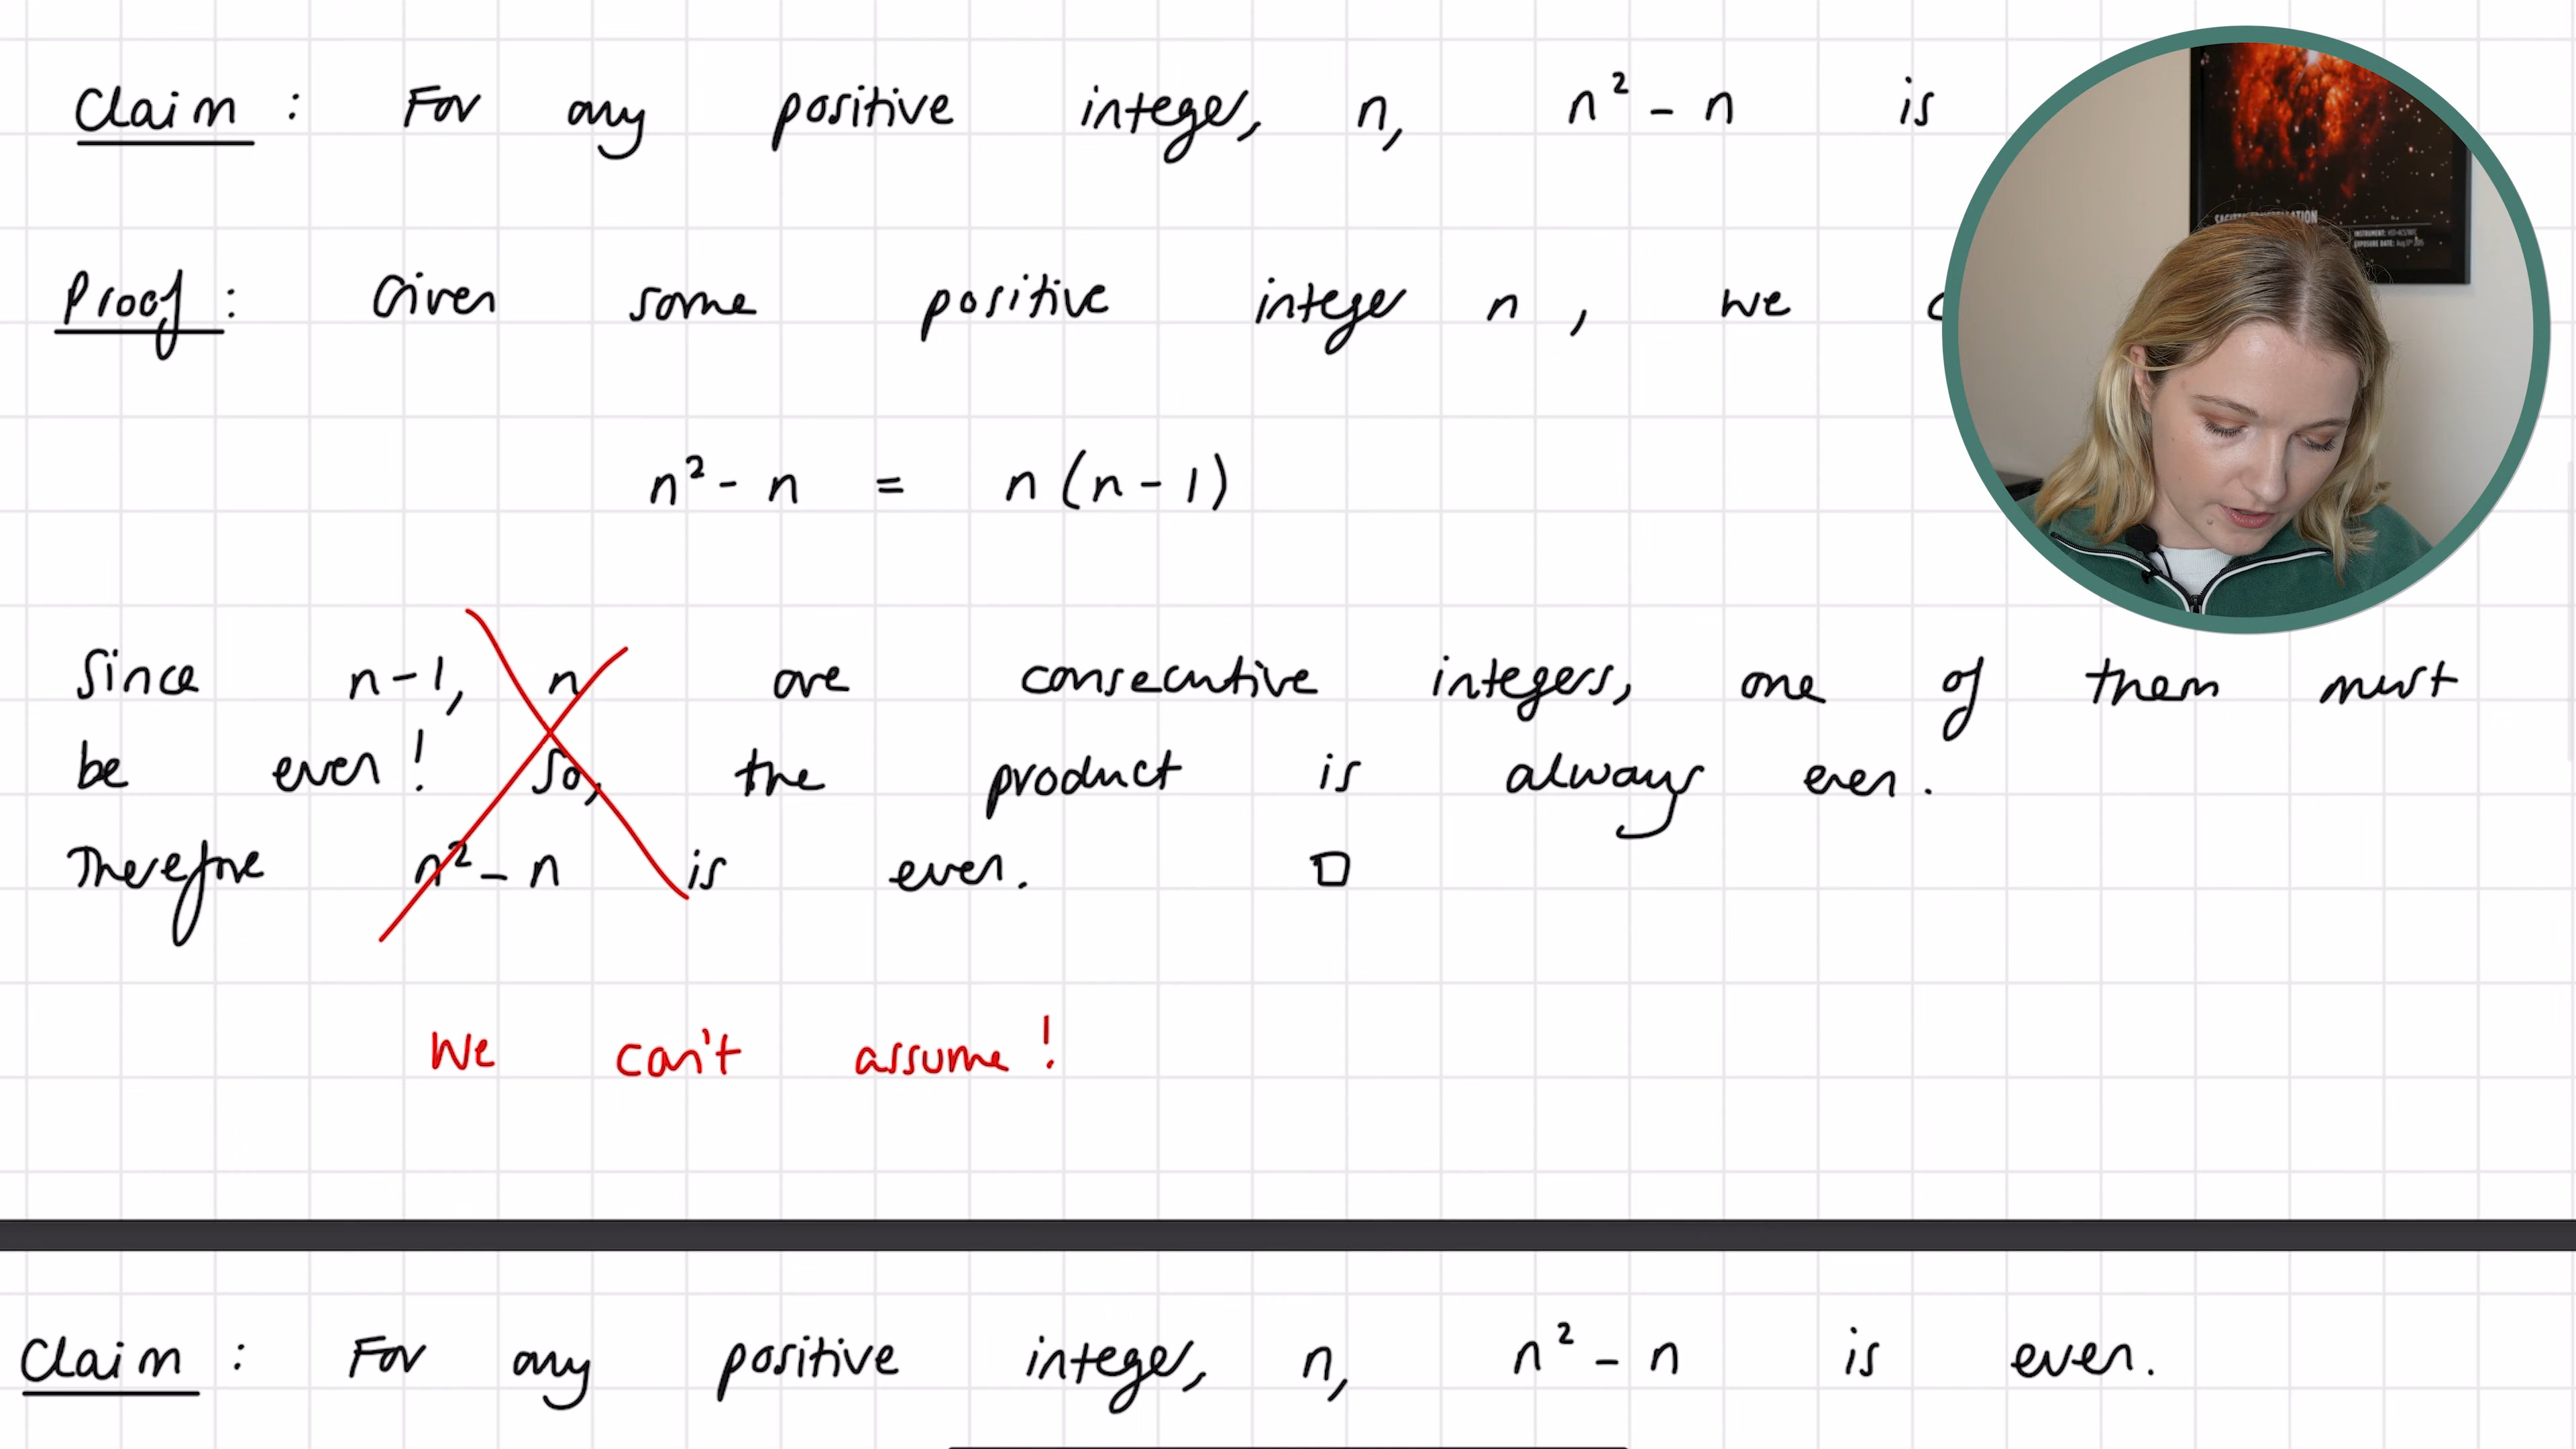 Claim : For any positive integer, n, n² - n is
Proof : Given some positive integer n , we
n² - n = n (n - 1)
Since n-1, n are consecutive integers, one of them must
be even! So, the product is always even.
Therefore n² - n is even. □
We can't assume!
Claim : For any positive integer, n, n² - n is even.